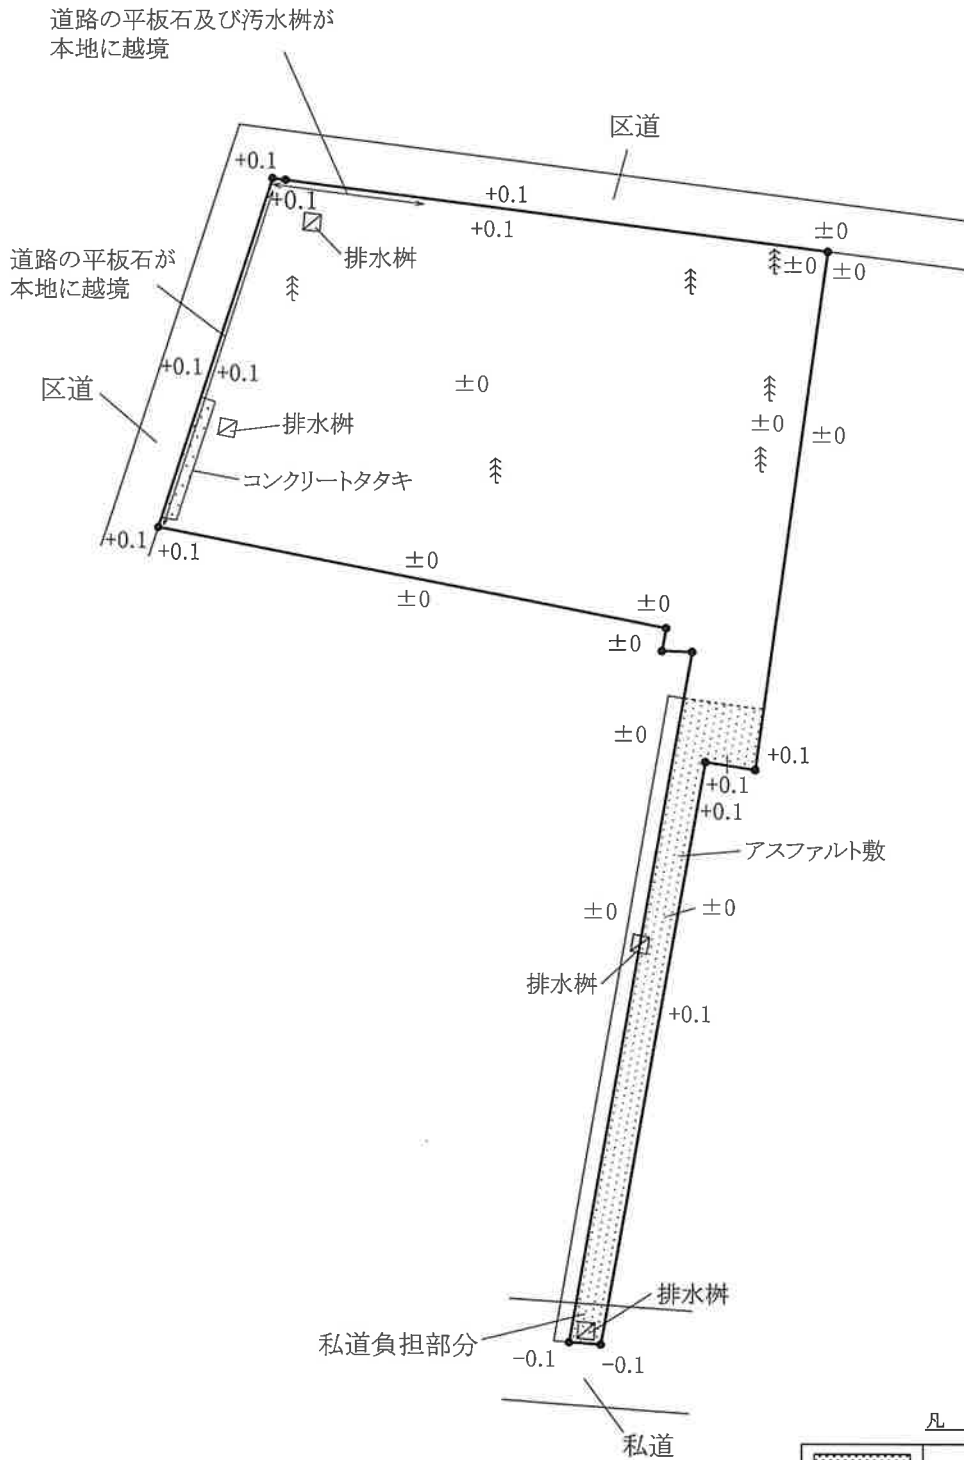 道路の平板石及び汚水桝が
本地に越境
区道
+0.1
+0.1
+0.1
+0.1
±0
±0
±0
排水桝
道路の平板石が
本地に越境
+0.1
+0.1
±0
区道
±0
±0
排水桝
コンクリートタタキ
+0.1
+0.1
±0
±0
±0
±0
±0
+0.1
+0.1
+0.1
アスファルト敷
±0
±0
排水桝
+0.1
排水桝
私道負担部分
-0.1
-0.1
私道
凡